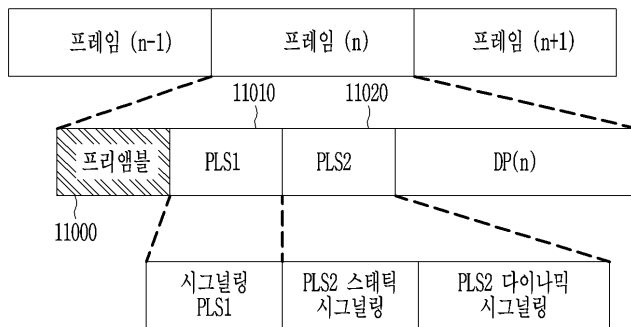 프레임 (n-1)
프레임 (n)
프레임 (n+1)
11010
11020
프리앰블
PLS1
PLS2
DP(n)
11000
시그널링
PLS1
PLS2 스태틱
시그널링
PLS2 다이나믹
시그널링